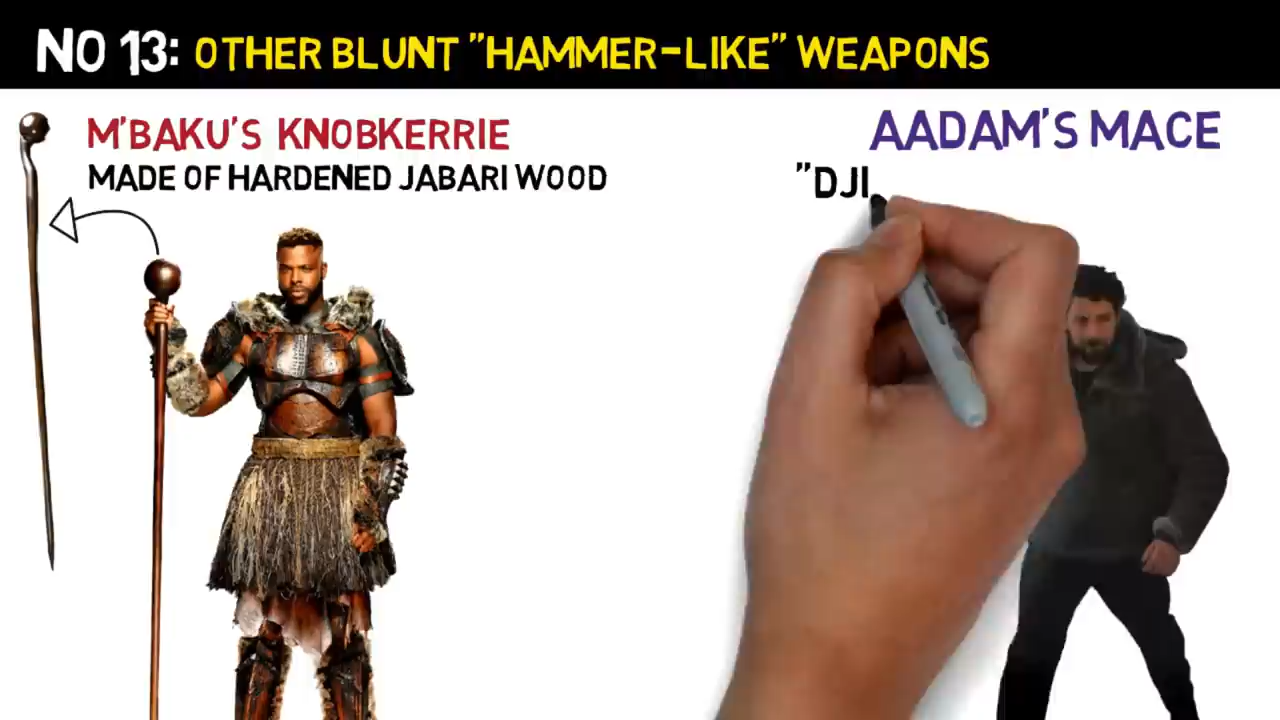 NO 13: OTHER BLUNT "HAMMER-LIKE" WEAPONS
M'BAKU'S KNOBKERRIE
MADE OF HARDENED JABARI WOOD
AADAM'S MACE
"DJI